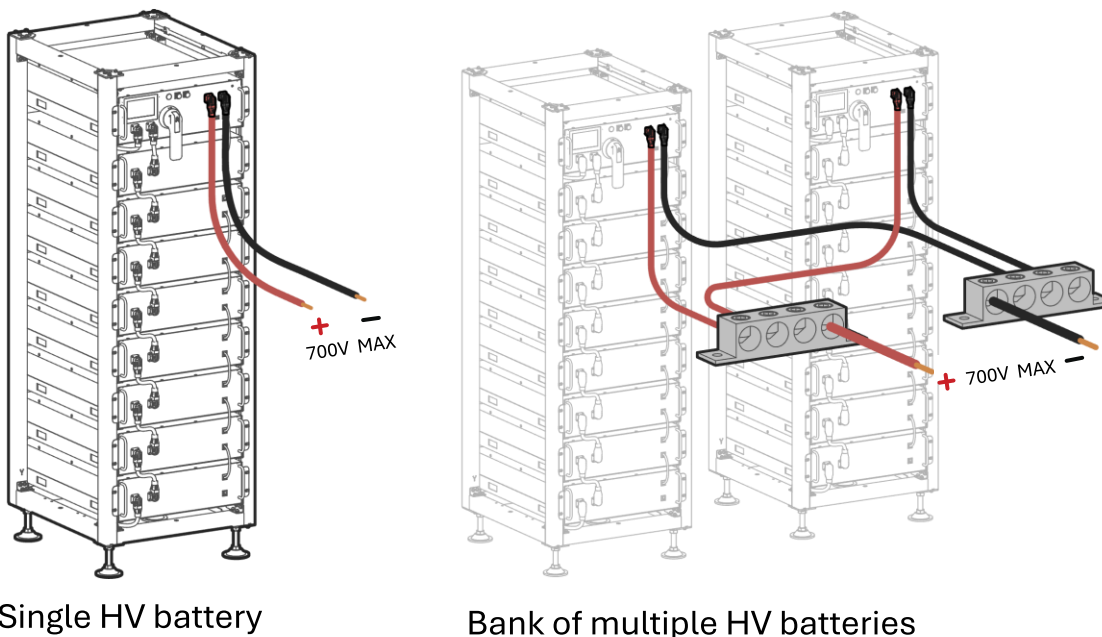 + −
700V MAX
+ 700V MAX −
Single HV battery
Bank of multiple HV batteries